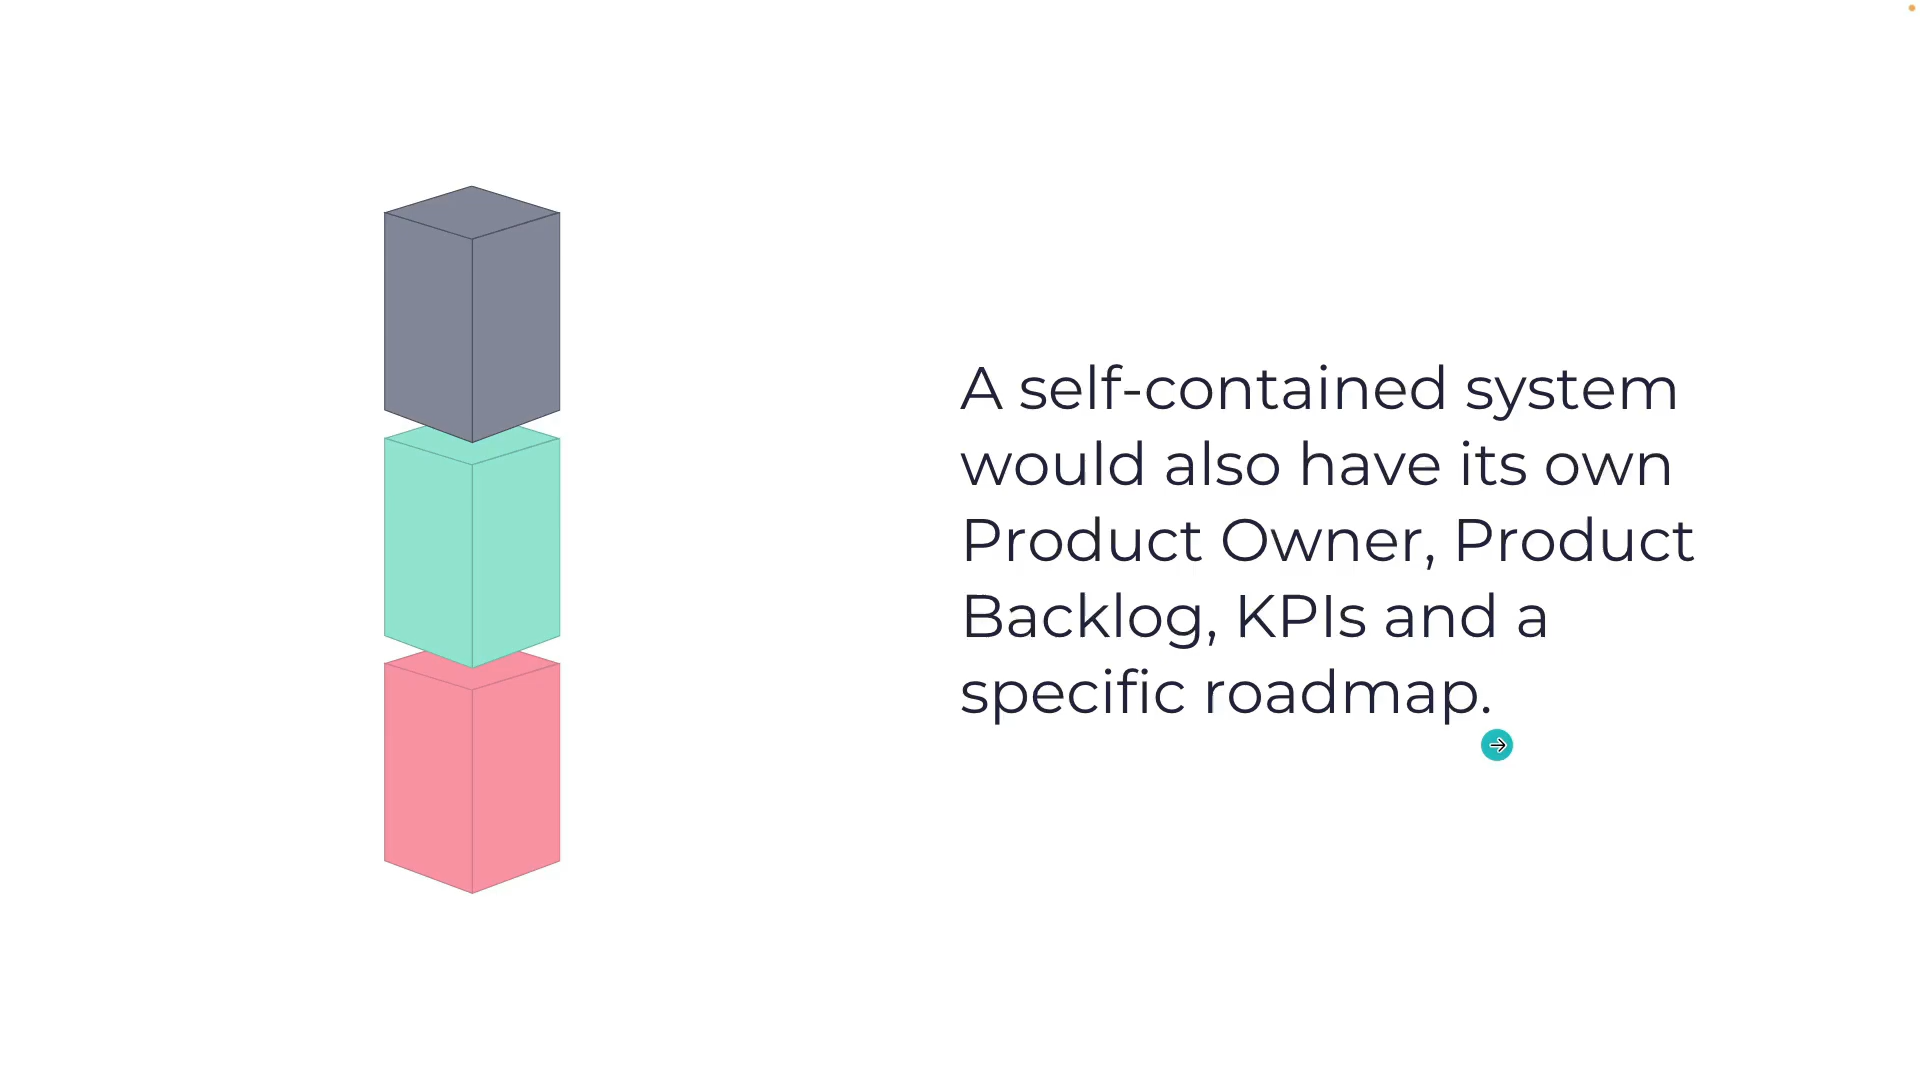 A self-contained system
would also have its own
Product Owner, Product
Backlog, KPIs and a
specific roadmap.